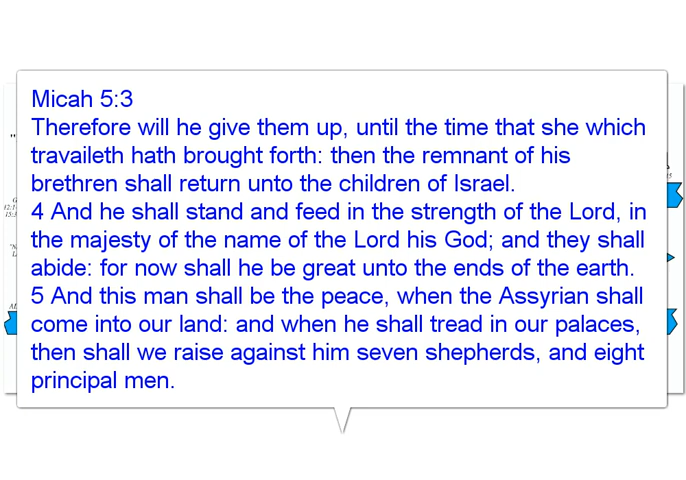 Micah 5:3
Therefore will he give them up, until the time that she which
travaileth hath brought forth: then the remnant of his
brethren shall return unto the children of Israel.
4 And he shall stand and feed in the strength of the Lord, in
the majesty of the name of the Lord his God; and they shall
abide: for now shall he be great unto the ends of the earth.
5 And this man shall be the peace, when the Assyrian shall
come into our land: and when he shall tread in our palaces,
then shall we raise against him seven shepherds, and eight
principal men.